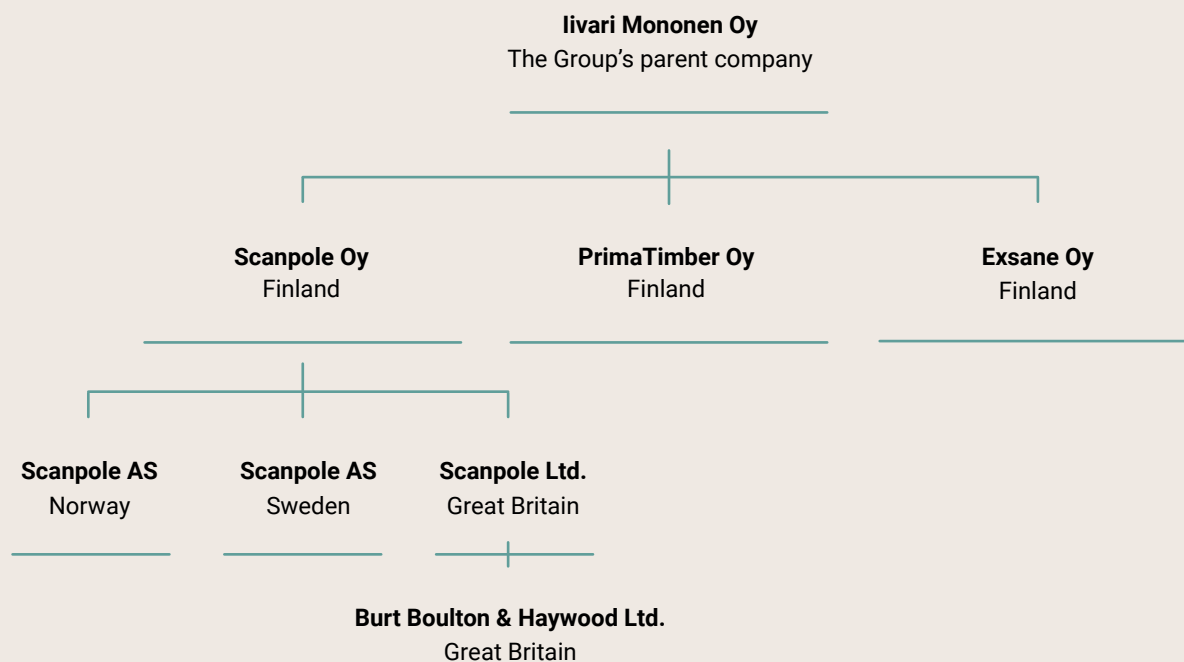 Iivari Mononen Oy
The Group’s parent company
Scanpole Oy
Finland
PrimaTimber Oy
Finland
Exsane Oy
Finland
Scanpole AS
Norway
Scanpole AS
Sweden
Scanpole Ltd.
Great Britain
Burt Boulton & Haywood Ltd.
Great Britain